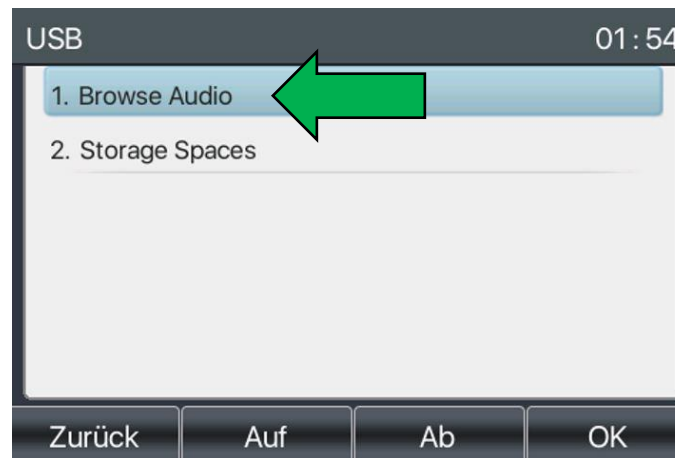 USB 01:54
1. Browse Audio
2. Storage Spaces
Zurück Auf Ab OK